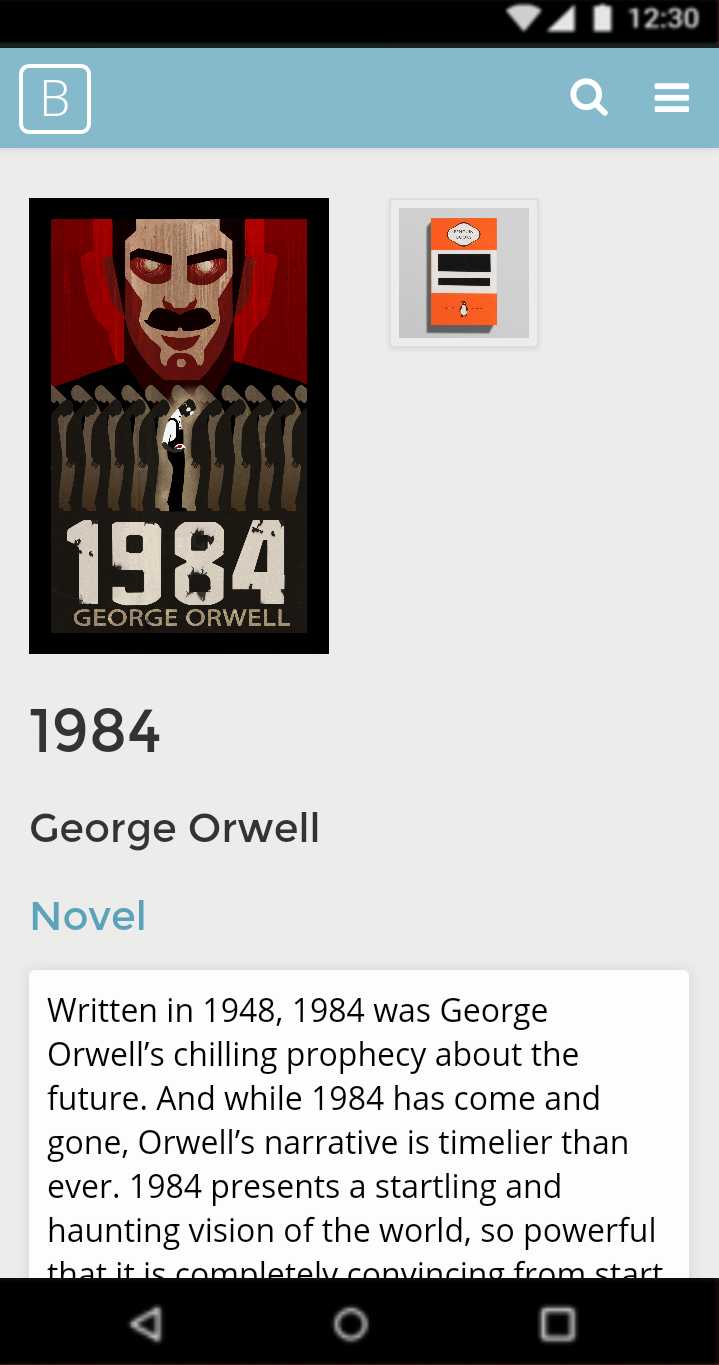 12:30
B
PENGUIN
BOOKS
1984
GEORGE ORWELL
1984
George Orwell
Novel
Written in 1948, 1984 was George
Orwell’s chilling prophecy about the
future. And while 1984 has come and
gone, Orwell’s narrative is timelier than
ever. 1984 presents a startling and
haunting vision of the world, so powerful
that it is completely convincing from start